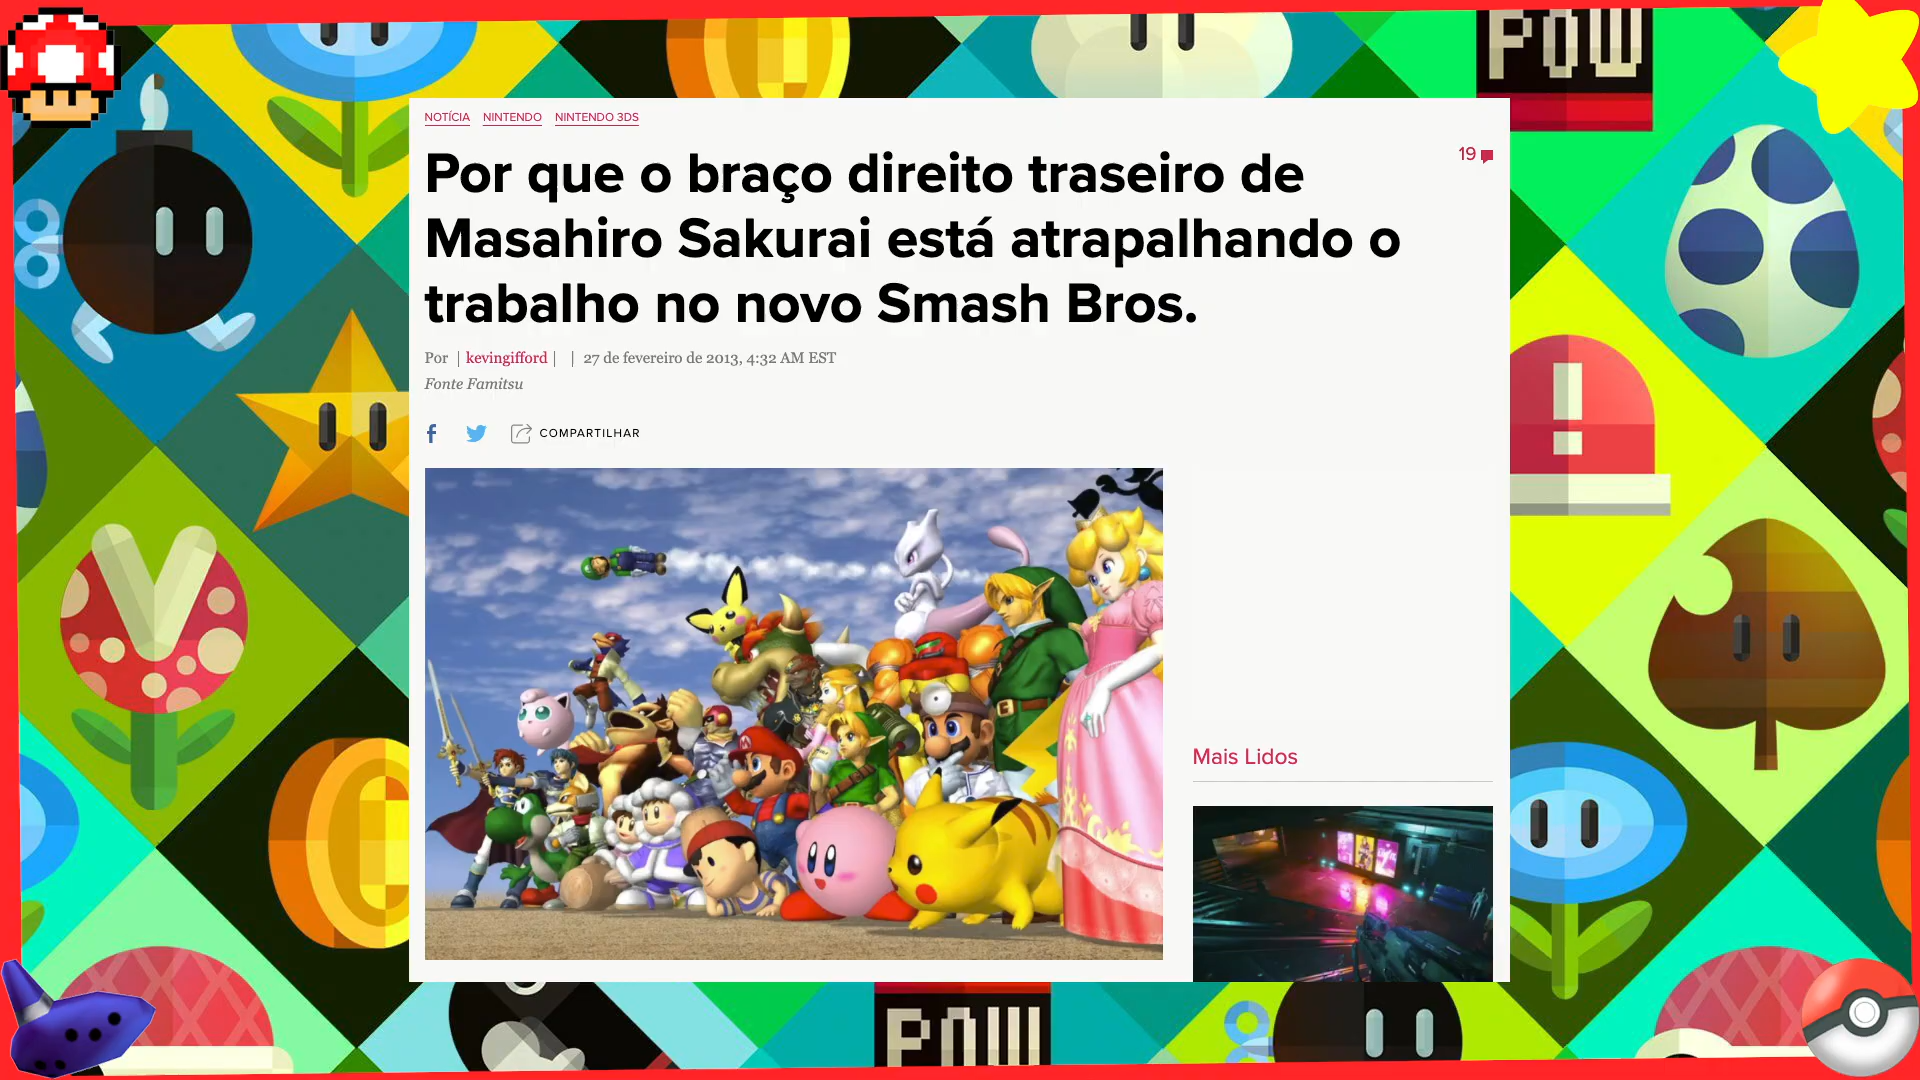 POW
NOTÍCIA NINTENDO NINTENDO 3DS
19
Por que o braço direito traseiro de
Masahiro Sakurai está atrapalhando o
trabalho no novo Smash Bros.
Por | kevingifford | | 27 de fevereiro de 2013, 4:32 AM EST
Fonte Famitsu
COMPARTILHAR
!
Mais Lidos
POW